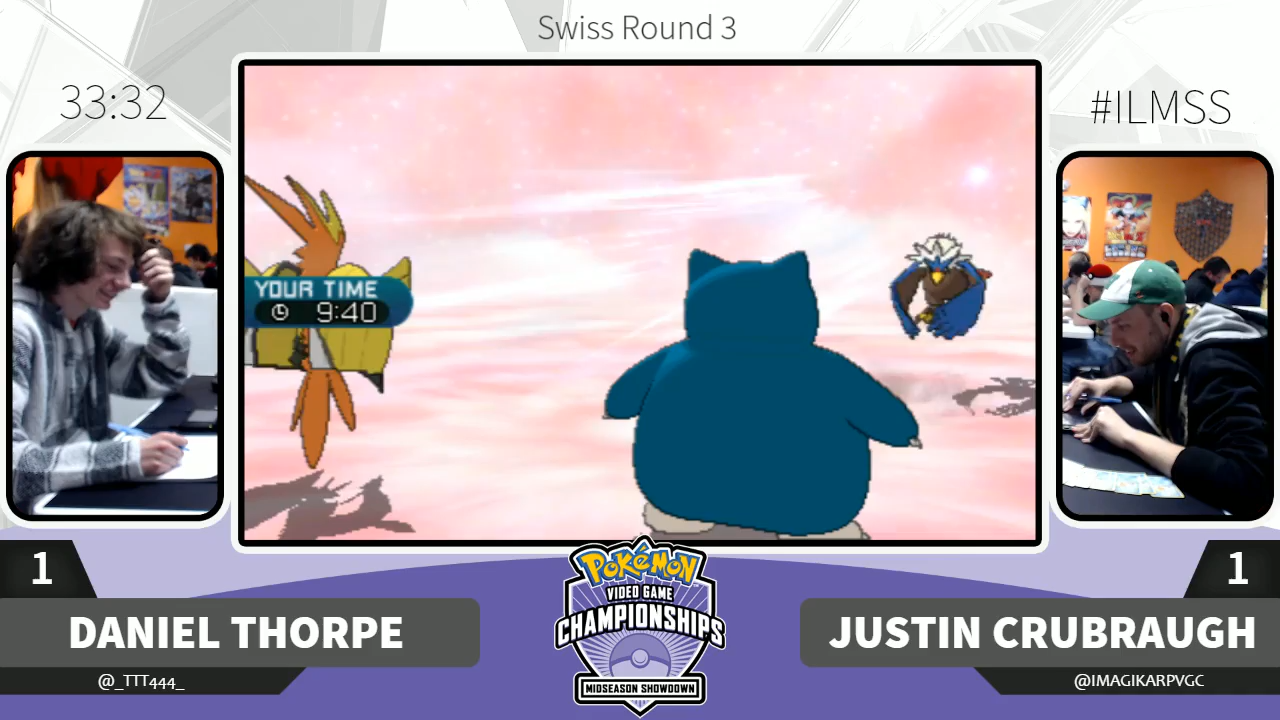 Swiss Round 3
33:32
#ILMSS
YOUR TIME
9:40
1
1
DANIEL THORPE
JUSTIN CRUBRAUGH
@_TTT444_
@IMAGIKARPVGC
POKÉMON
VIDEO GAME
CHAMPIONSHIPS
MIDSEASON SHOWDOWN